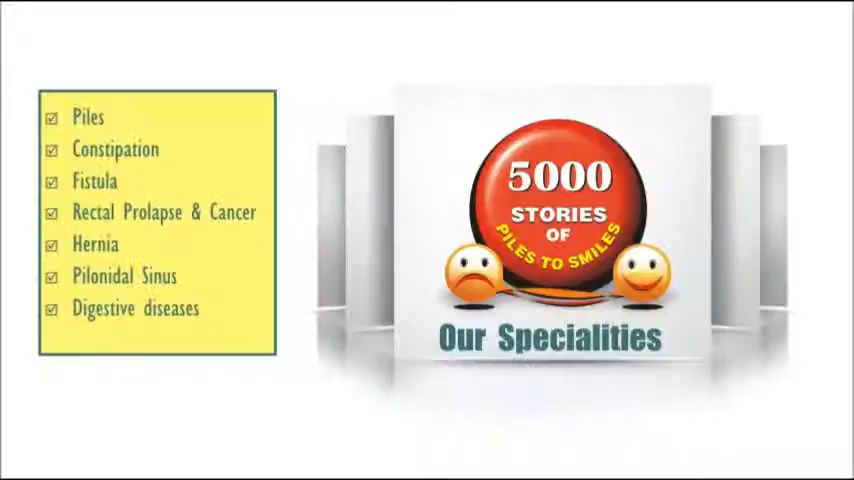 Piles
Constipation
Fistula
Rectal Prolapse & Cancer
Hernia
Pilonidal Sinus
Digestive diseases
5000
STORIES
OF
PILES TO SMILES
Our Specialities